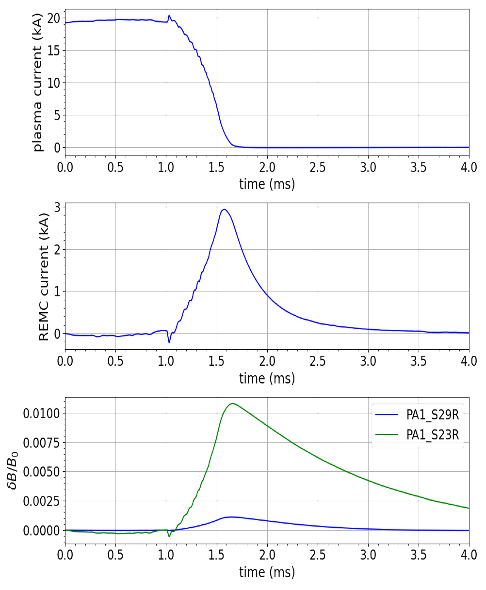 plasma current (kA)
20
15
10
5
0
0.0 0.5 1.0 1.5 2.0 2.5 3.0 3.5 4.0
time (ms)
REMC current (kA)
3
2
1
0
0.0 0.5 1.0 1.5 2.0 2.5 3.0 3.5 4.0
time (ms)
δB/B₀
0.0100
0.0075
0.0050
0.0025
0.0000
PA1_S29R
PA1_S23R
0.0 0.5 1.0 1.5 2.0 2.5 3.0 3.5 4.0
time (ms)